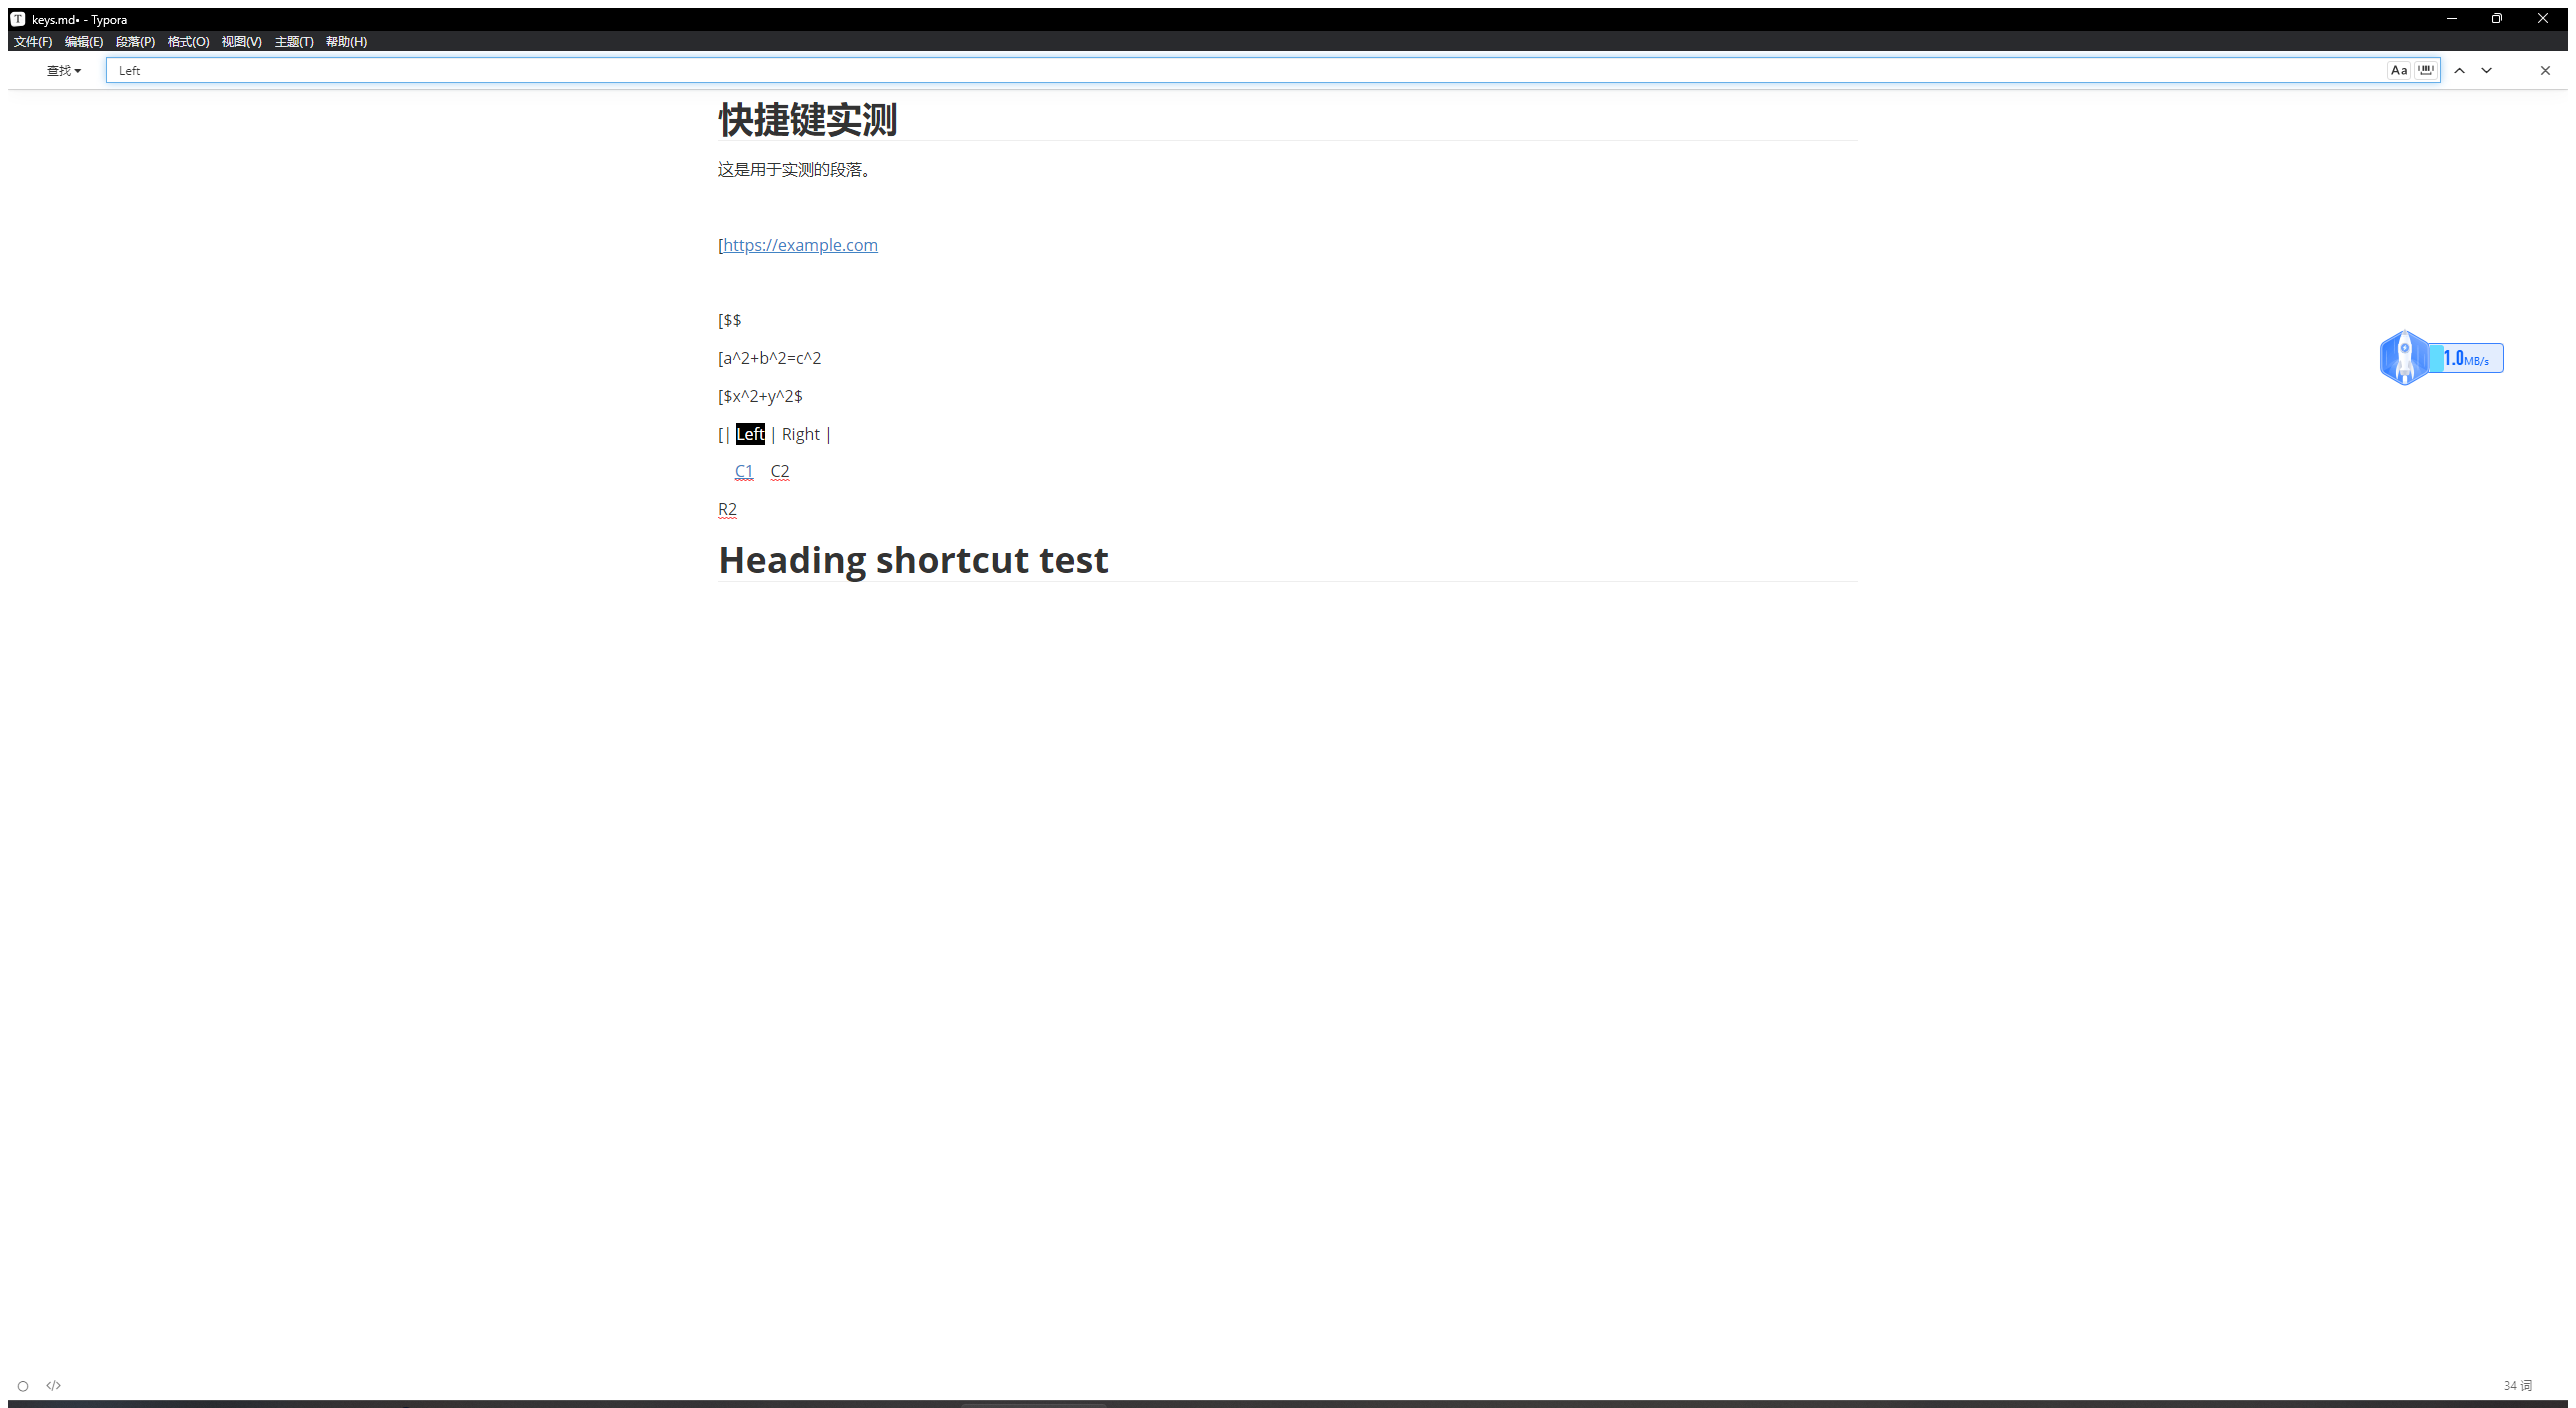 keys.md• - Typora
文件(F) 编辑(E) 段落(P) 格式(O) 视图(V) 主题(T) 帮助(H)
查找 Left Aa
快捷键实测
这是用于实测的段落。
[https://example.com
[$$
[a^2+b^2=c^2
1.0MB/s
[$x^2+y^2$
[| Left | Right |
C1 C2
R2
Heading shortcut test
</> 34 词